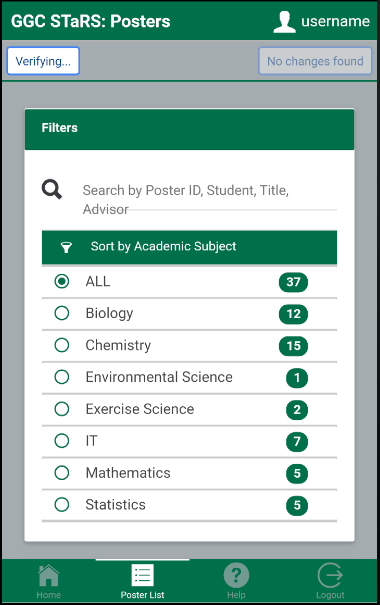 GGC STaRS: Posters
username
Verifying...
No changes found
Filters
Search by Poster ID, Student, Title,
Advisor
Sort by Academic Subject
ALL 37
Biology 12
Chemistry 15
Environmental Science 1
Exercise Science 2
IT 7
Mathematics 5
Statistics 5
Home
Poster List
Help
Logout